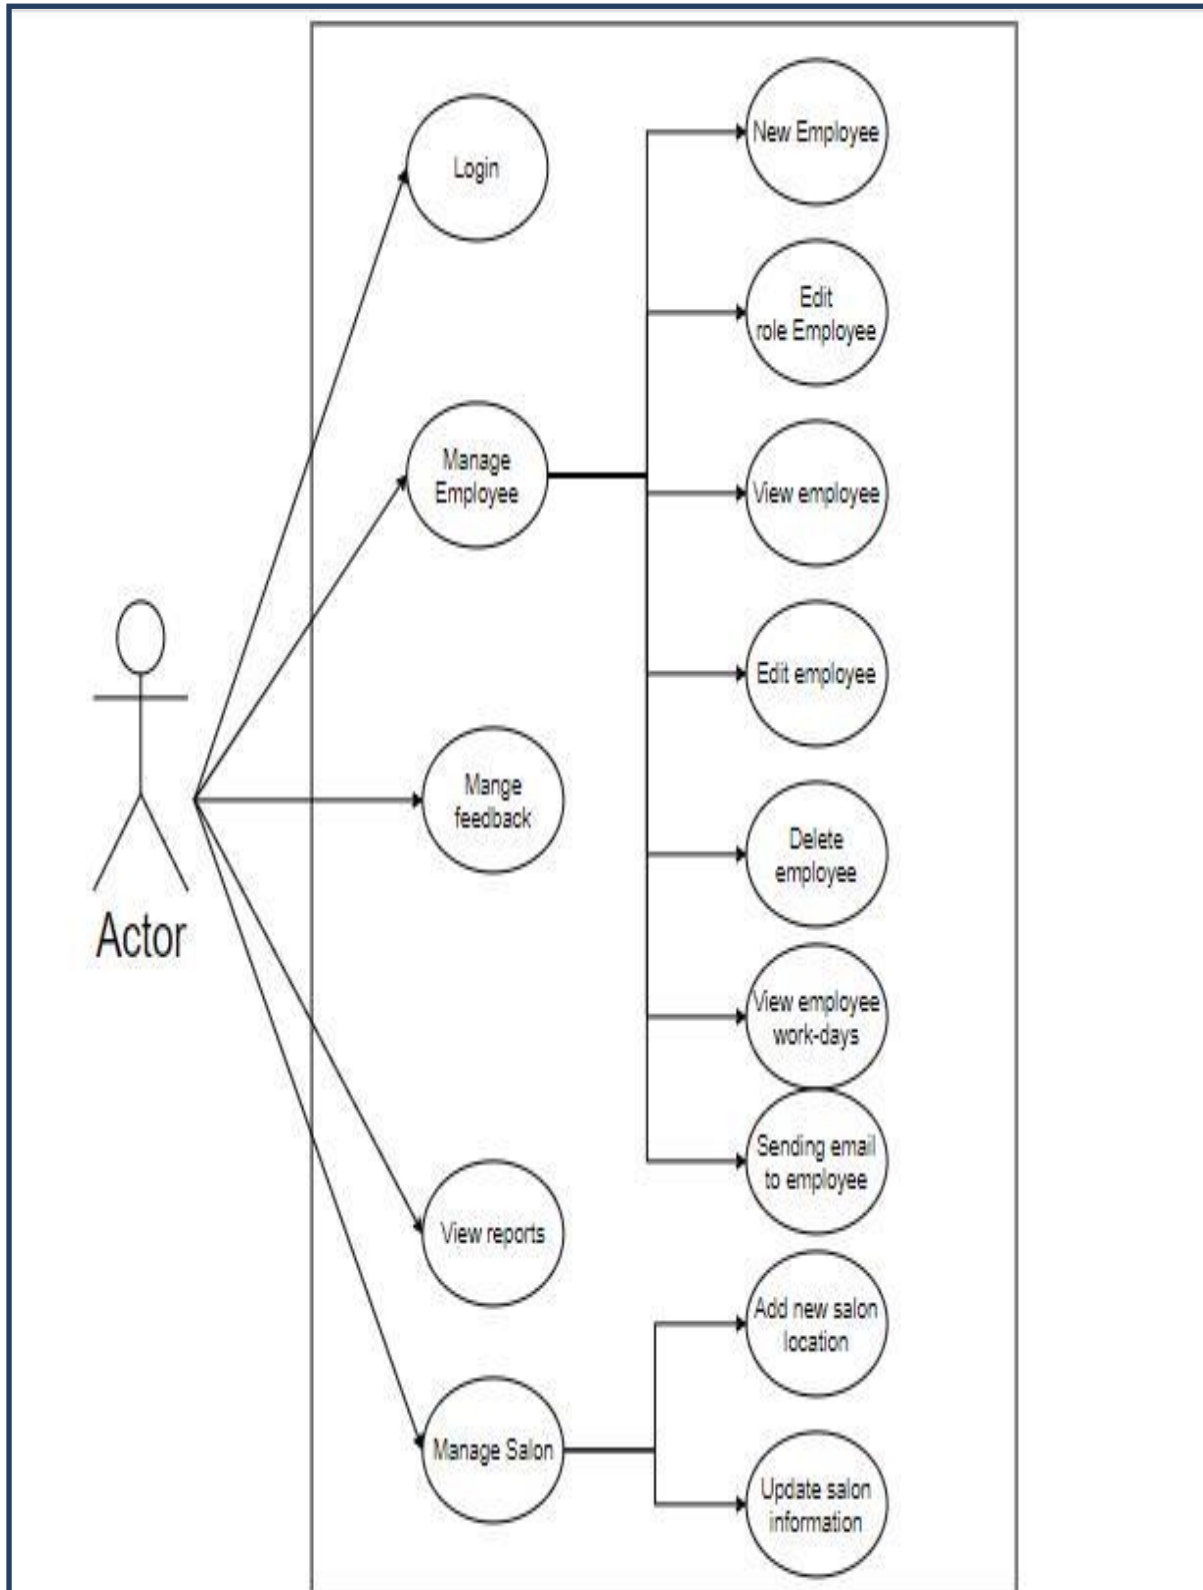 Login
Manage
Employee
Mange
feedback
View reports
Manage Salon
Actor
New Employee
Edit
role Employee
View employee
Edit employee
Delete
employee
View employee
work-days
Sending email
to employee
Add new salon
location
Update salon
information